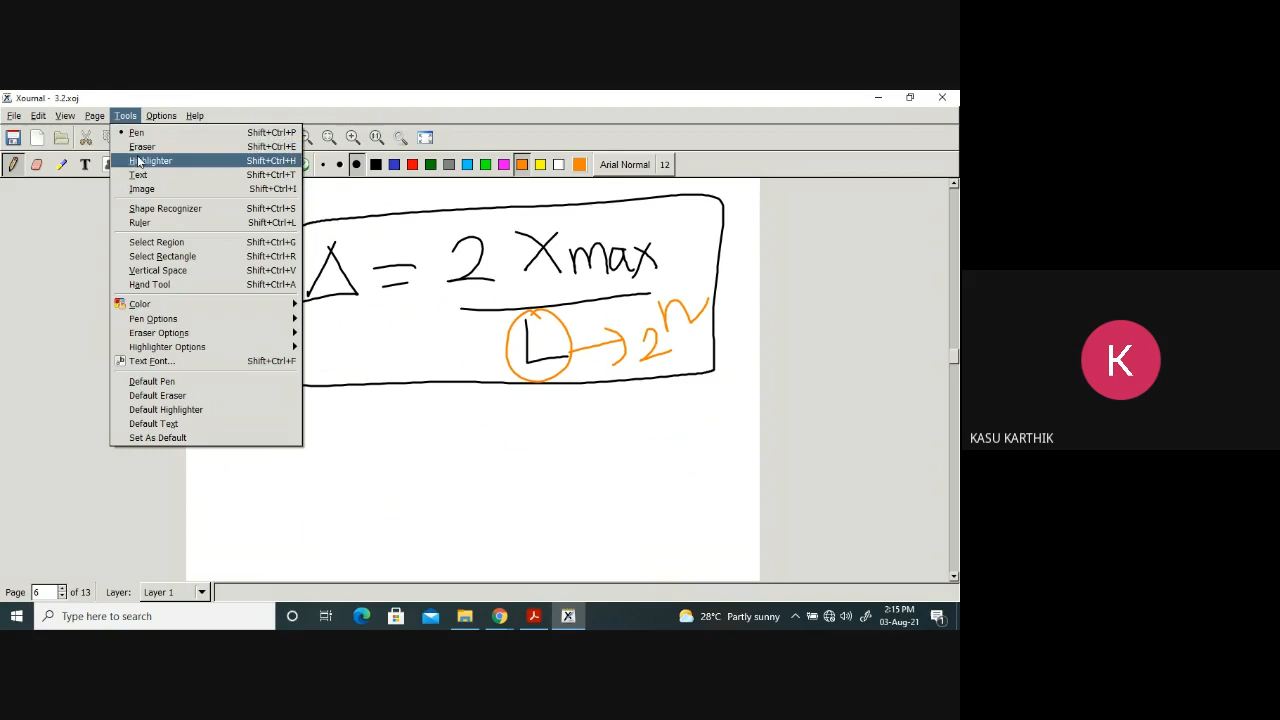 Xournal - 3.2.xoj
File Edit View Page Tools Options Help
Arial Normal 12
Pen Shift+Ctrl+P
Eraser Shift+Ctrl+E
Highlighter Shift+Ctrl+H
Text Shift+Ctrl+T
Image Shift+Ctrl+I
Shape Recognizer Shift+Ctrl+S
Ruler Shift+Ctrl+L
Select Region Shift+Ctrl+G
Select Rectangle Shift+Ctrl+R
Vertical Space Shift+Ctrl+V
Hand Tool Shift+Ctrl+A
Color
Pen Options
Eraser Options
Highlighter Options
Text Font... Shift+Ctrl+F
Default Pen
Default Eraser
Default Highlighter
Default Text
Set As Default
Δ = 2 Xmax
L → 2^n
K
KASU KARTHIK
Page 6 of 13 Layer: Layer 1
Type here to search
28°C Partly sunny
2:15 PM
03-Aug-21